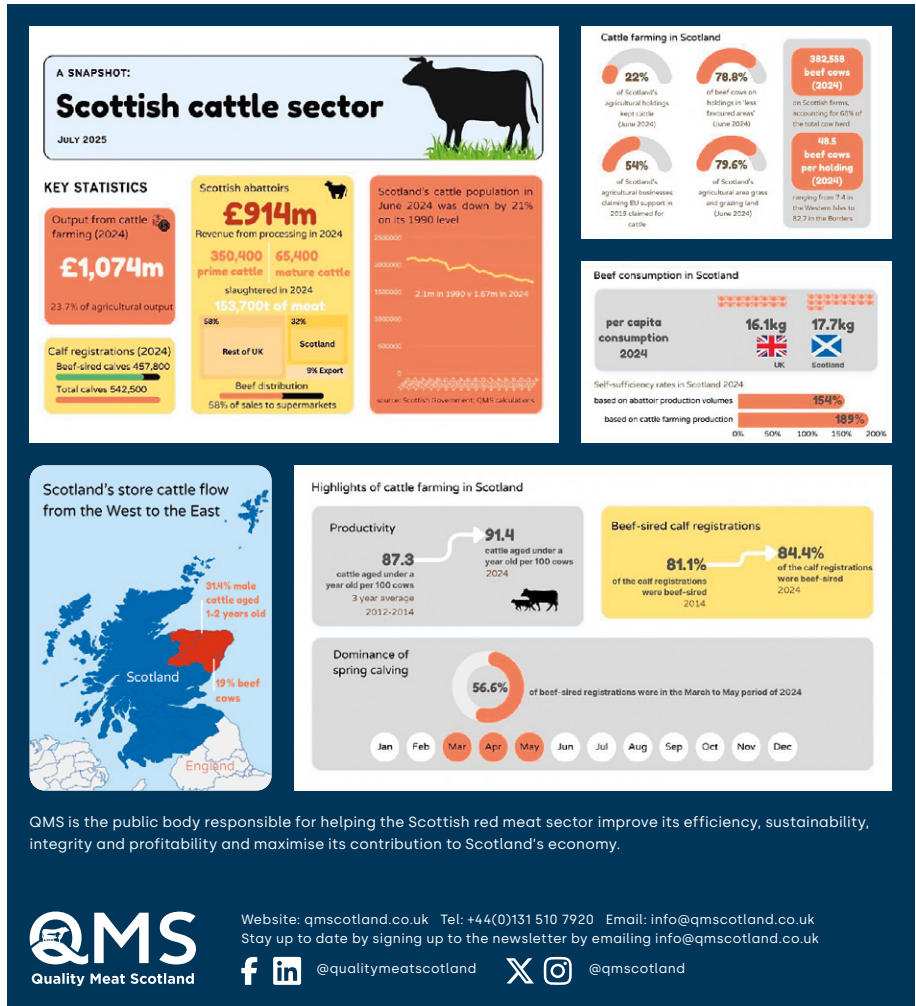 A SNAPSHOT:
Scottish cattle sector
JULY 2025
KEY STATISTICS
Output from cattle
farming (2024)
£1,074m
23.7% of agricultural output
Calf registrations (2024)
Beef-sired calves 457,800
Total calves 542,500
Scottish abattoirs
£914m
Revenue from processing in 2024
350,400
prime cattle
65,400
mature cattle
slaughtered in 2024
153,700t of meat
58%
Rest of UK
32%
Scotland
9% Export
Beef distribution
58% of sales to supermarkets
Scotland's cattle population in
June 2024 was down by 21%
on its 1990 level
2500000
2000000
1500000
1000000
500000
0
2.1m in 1990 v 1.67m in 2024
source: Scottish Government; QMS calculations
Cattle farming in Scotland
22%
of Scotland's
agricultural holdings
kept cattle
(June 2024)
78.8%
of beef cows on
holdings in 'less
favoured areas'
(June 2024)
54%
of Scotland's
agricultural businesses
claiming EU support in
2019 claimed for
cattle
79.6%
of Scotland's
agricultural area grass
and grazing land
(June 2024)
382,558
beef cows
(2024)
on Scottish farms,
accounting for 68% of
the total cow herd
48.5
beef cows
per holding
(2024)
ranging from 7.4 in
the Western Isles to
82.7 in the Borders
Beef consumption in Scotland
per capita
consumption
2024
16.1kg
UK
17.7kg
Scotland
Self-sufficiency rates in Scotland 2024
based on abattoir production volumes
154%
based on cattle farming production
189%
0% 50% 100% 150% 200%
Scotland's store cattle flow
from the West to the East
31.4% male
cattle aged
1-2 years old
Scotland
19% beef
cows
England
Highlights of cattle farming in Scotland
Productivity
87.3
cattle aged under a
year old per 100 cows
3 year average
2012-2014
91.4
cattle aged under a
year old per 100 cows
2024
Beef-sired calf registrations
81.1%
of the calf registrations
were beef-sired
2014
84.4%
of the calf registrations
were beef-sired
2024
Dominance of
spring calving
56.6%
of beef-sired registrations were in the March to May period of 2024
Jan Feb Mar Apr May Jun Jul Aug Sep Oct Nov Dec
QMS is the public body responsible for helping the Scottish red meat sector improve its efficiency, sustainability,
integrity and profitability and maximise its contribution to Scotland's economy.
QMS
Quality Meat Scotland
Website: qmscotland.co.uk Tel: +44(0)131 510 7920 Email: info@qmscotland.co.uk
Stay up to date by signing up to the newsletter by emailing info@qmscotland.co.uk
@qualitymeatscotland
@qmscotland